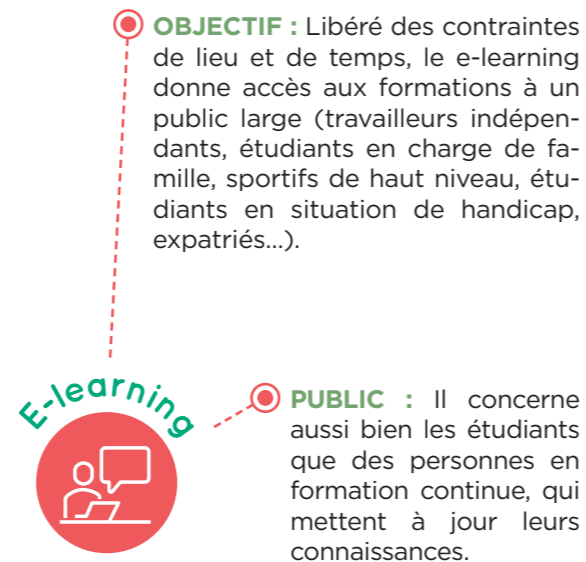 OBJECTIF : Libéré des contraintes
de lieu et de temps, le e-learning
donne accès aux formations à un
public large (travailleurs indépen-
dants, étudiants en charge de fa-
mille, sportifs de haut niveau, étu-
diants en situation de handicap,
expatriés...).
E-learning
PUBLIC : Il concerne
aussi bien les étudiants
que des personnes en
formation continue, qui
mettent à jour leurs
connaissances.